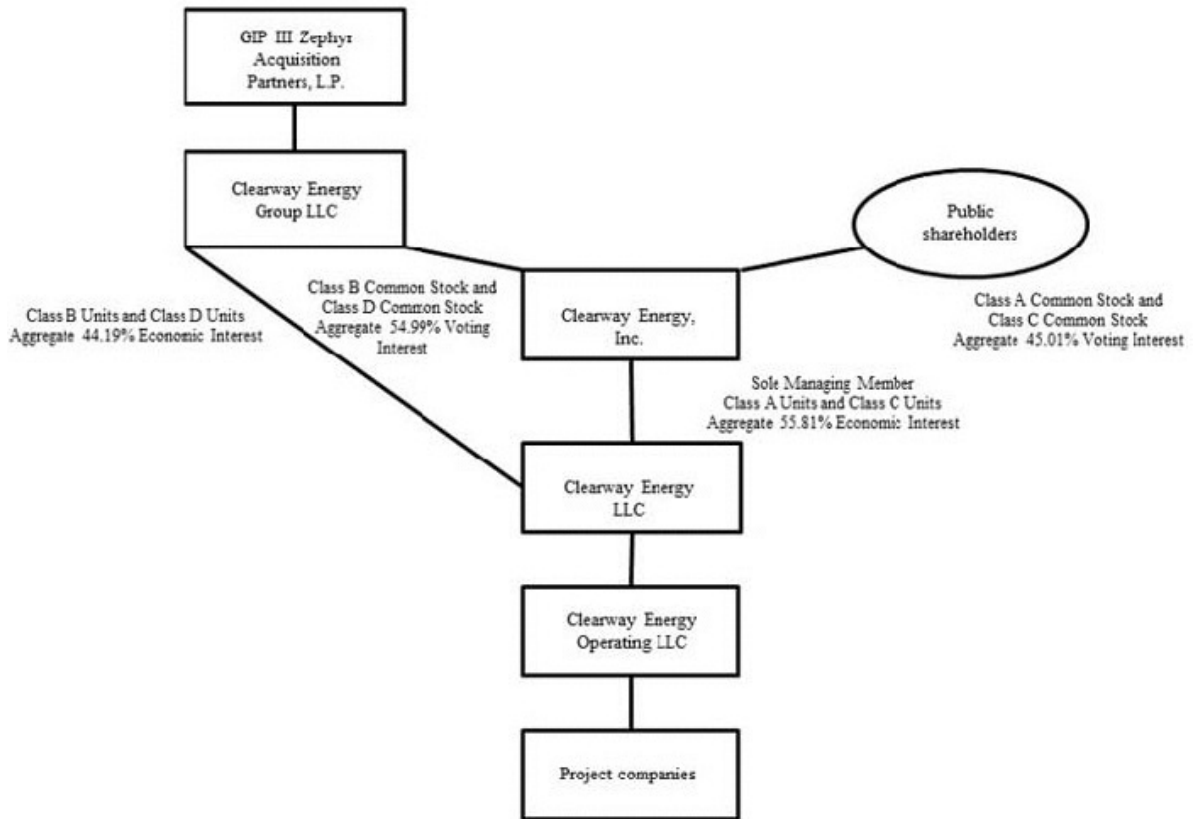 GIP III Zephyr
Acquisition
Partners, L.P.
Clearway Energy
Group LLC
Public
shareholders
Class B Units and Class D Units
Aggregate 44.19% Economic Interest
Class B Common Stock and
Class D Common Stock
Aggregate 54.99% Voting
Interest
Clearway Energy,
Inc.
Class A Common Stock and
Class C Common Stock
Aggregate 45.01% Voting Interest
Sole Managing Member
Class A Units and Class C Units
Aggregate 55.81% Economic Interest
Clearway Energy
LLC
Clearway Energy
Operating LLC
Project companies